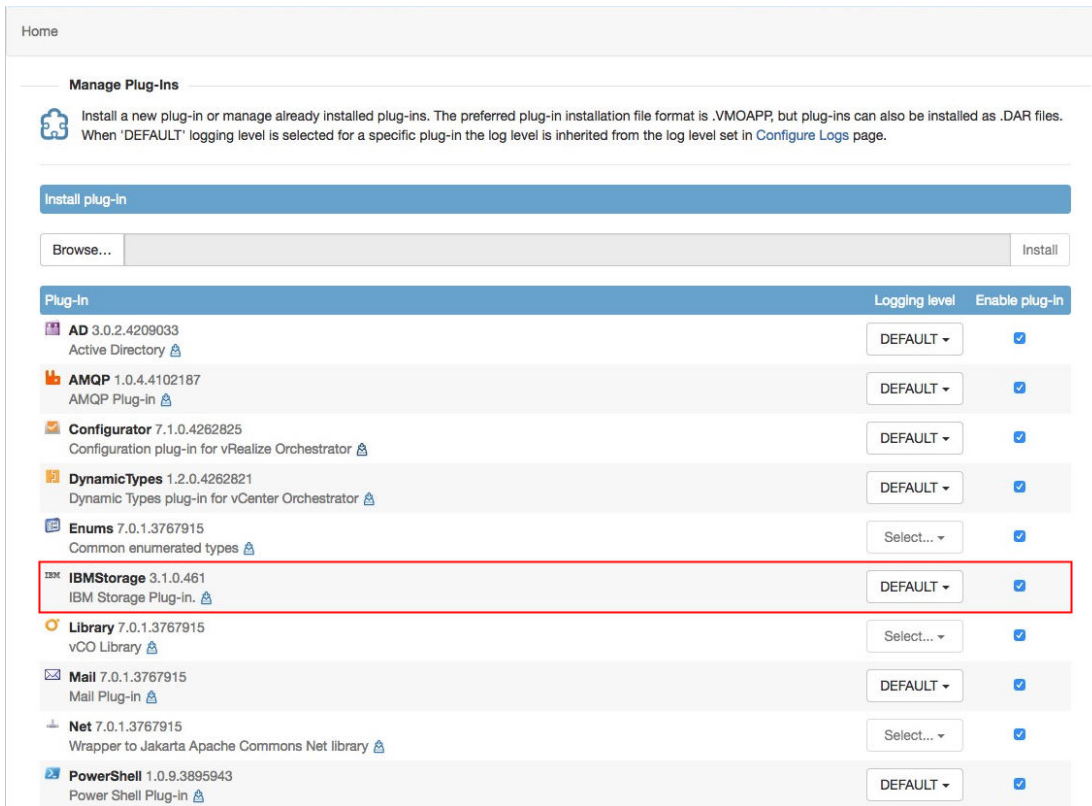 Home
Manage Plug-Ins
Install a new plug-in or manage already installed plug-ins. The preferred plug-in installation file format is .VMOAPP, but plug-ins can also be installed as .DAR files.
When 'DEFAULT' logging level is selected for a specific plug-in the log level is inherited from the log level set in Configure Logs page.
Install plug-in
Browse... Install
Plug-In Logging level Enable plug-in
AD 3.0.2.4209033
Active Directory
DEFAULT
AMQP 1.0.4.4102187
AMQP Plug-in
DEFAULT
Configurator 7.1.0.4262825
Configuration plug-in for vRealize Orchestrator
DEFAULT
DynamicTypes 1.2.0.4262821
Dynamic Types plug-in for vCenter Orchestrator
DEFAULT
Enums 7.0.1.3767915
Common enumerated types
Select...
IBM IBMStorage 3.1.0.461
IBM Storage Plug-in.
DEFAULT
Library 7.0.1.3767915
vCO Library
Select...
Mail 7.0.1.3767915
Mail Plug-in
DEFAULT
Net 7.0.1.3767915
Wrapper to Jakarta Apache Commons Net library
Select...
PowerShell 1.0.9.3895943
Power Shell Plug-in
DEFAULT